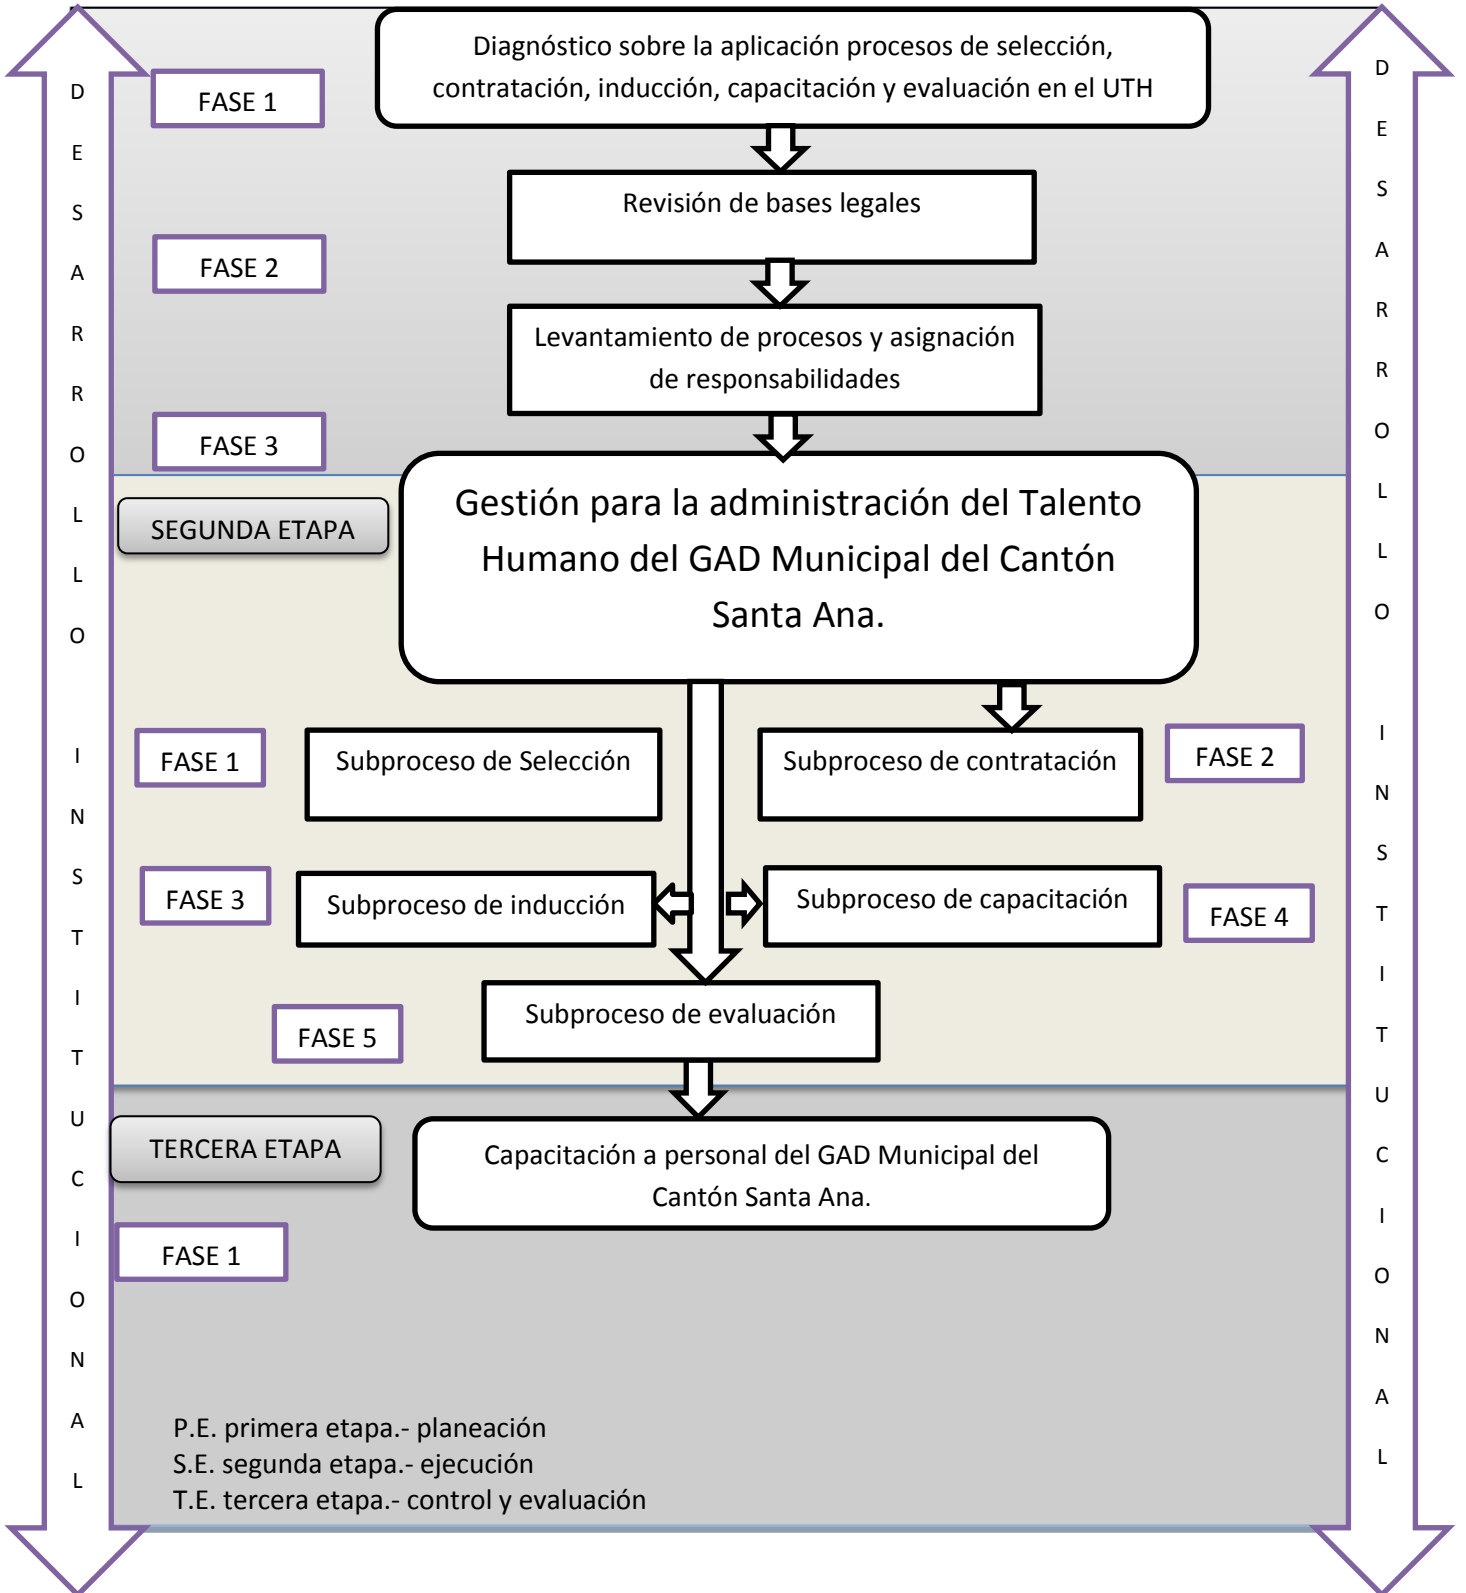 DESARROLLO INSTITUCIONAL
Diagnóstico sobre la aplicación procesos de selección,
contratación, inducción, capacitación y evaluación en el UTH
FASE 1
Revisión de bases legales
FASE 2
Levantamiento de procesos y asignación
de responsabilidades
FASE 3
SEGUNDA ETAPA
Gestión para la administración del Talento
Humano del GAD Municipal del Cantón
Santa Ana.
FASE 1
Subproceso de Selección
Subproceso de contratación
FASE 2
FASE 3
Subproceso de inducción
Subproceso de capacitación
FASE 4
FASE 5
Subproceso de evaluación
TERCERA ETAPA
Capacitación a personal del GAD Municipal del
Cantón Santa Ana.
FASE 1
P.E. primera etapa.- planeación
S.E. segunda etapa.- ejecución
T.E. tercera etapa.- control y evaluación
DESARROLLO INSTITUCIONAL